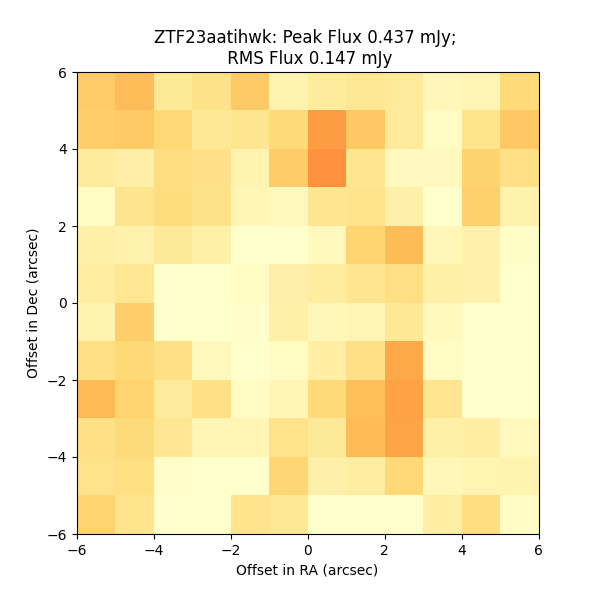 ZTF23aatihwk: Peak Flux 0.437 mJy;
RMS Flux 0.147 mJy
6
4
2
0
−2
−4
−6
Offset in Dec (arcsec)
−6 −4 −2 0 2 4 6
Offset in RA (arcsec)